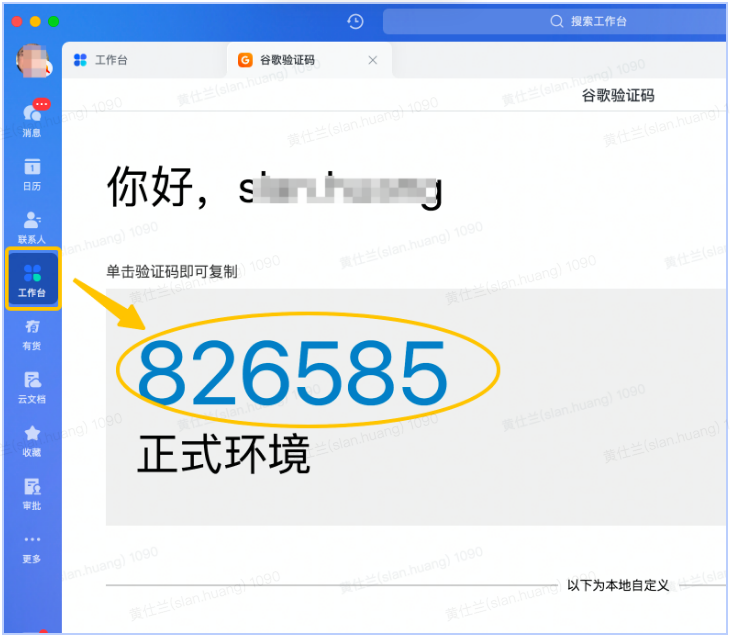 搜索工作台
工作台
谷歌验证码
谷歌验证码
消息
1
日历
联系人
工作台
有货
云文档
收藏
审批
更多
你好，
单击验证码即可复制
826585
正式环境
以下为本地自定义
黄仕兰(slan.huang) 1090